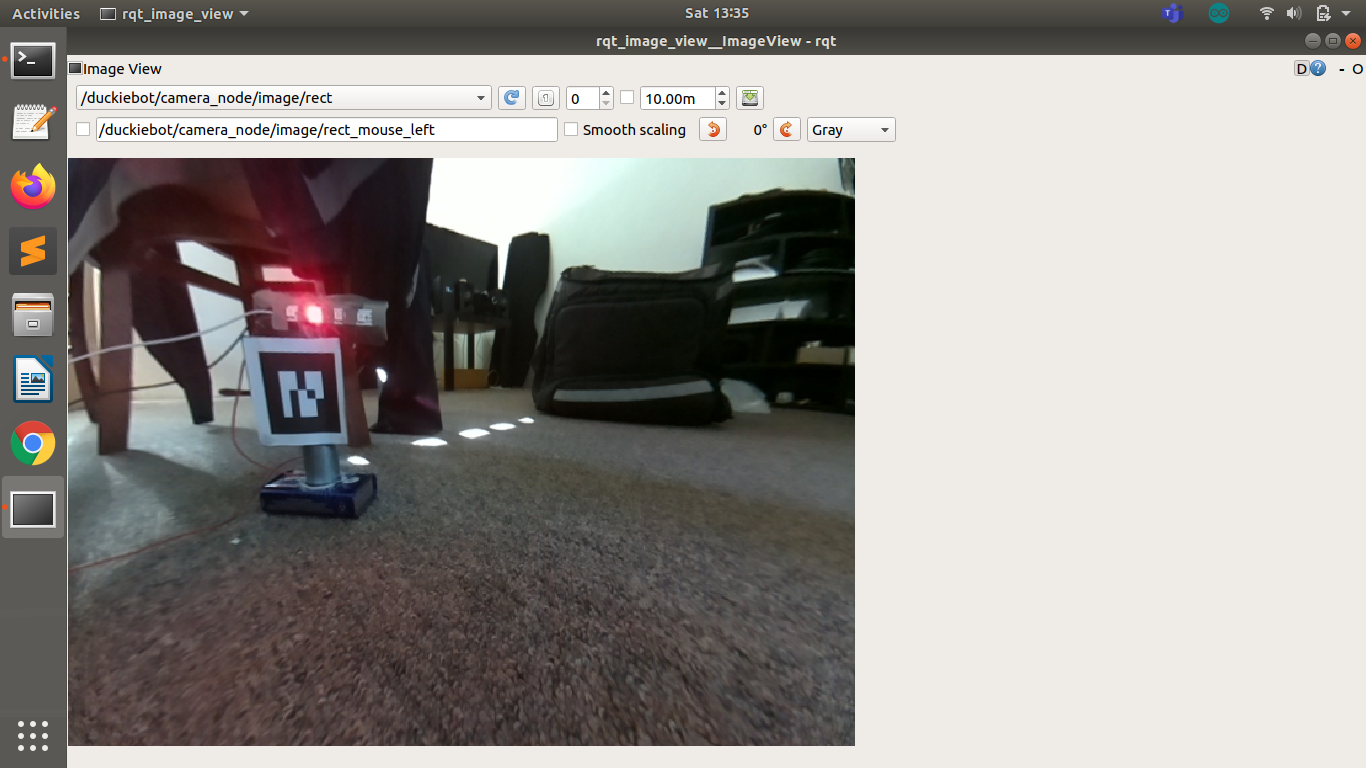 Activities rqt_image_view Sat 13:35
rqt_image_view__ImageView - rqt
Image View D ? - O
/duckiebot/camera_node/image/rect 0 10.00m
/duckiebot/camera_node/image/rect_mouse_left Smooth scaling 0° Gray